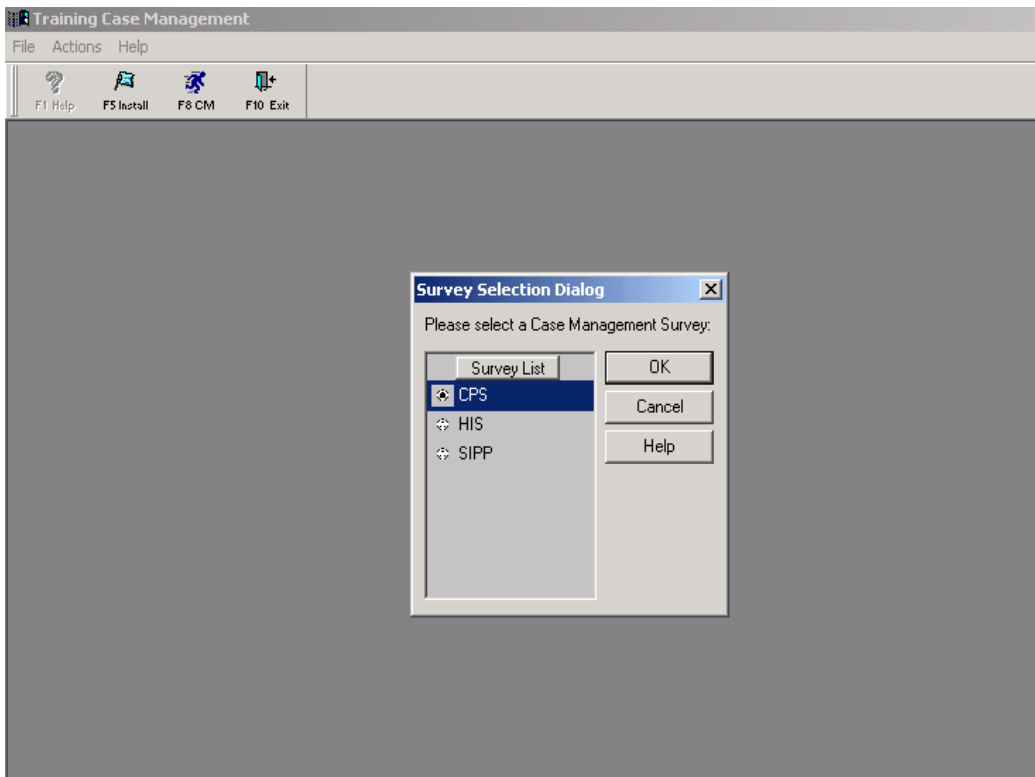 Training Case Management
File Actions Help
F1 Help F5 Install F8 CM F10 Exit
Survey Selection Dialog
Please select a Case Management Survey:
Survey List
OK
CPS
Cancel
HIS
Help
SIPP